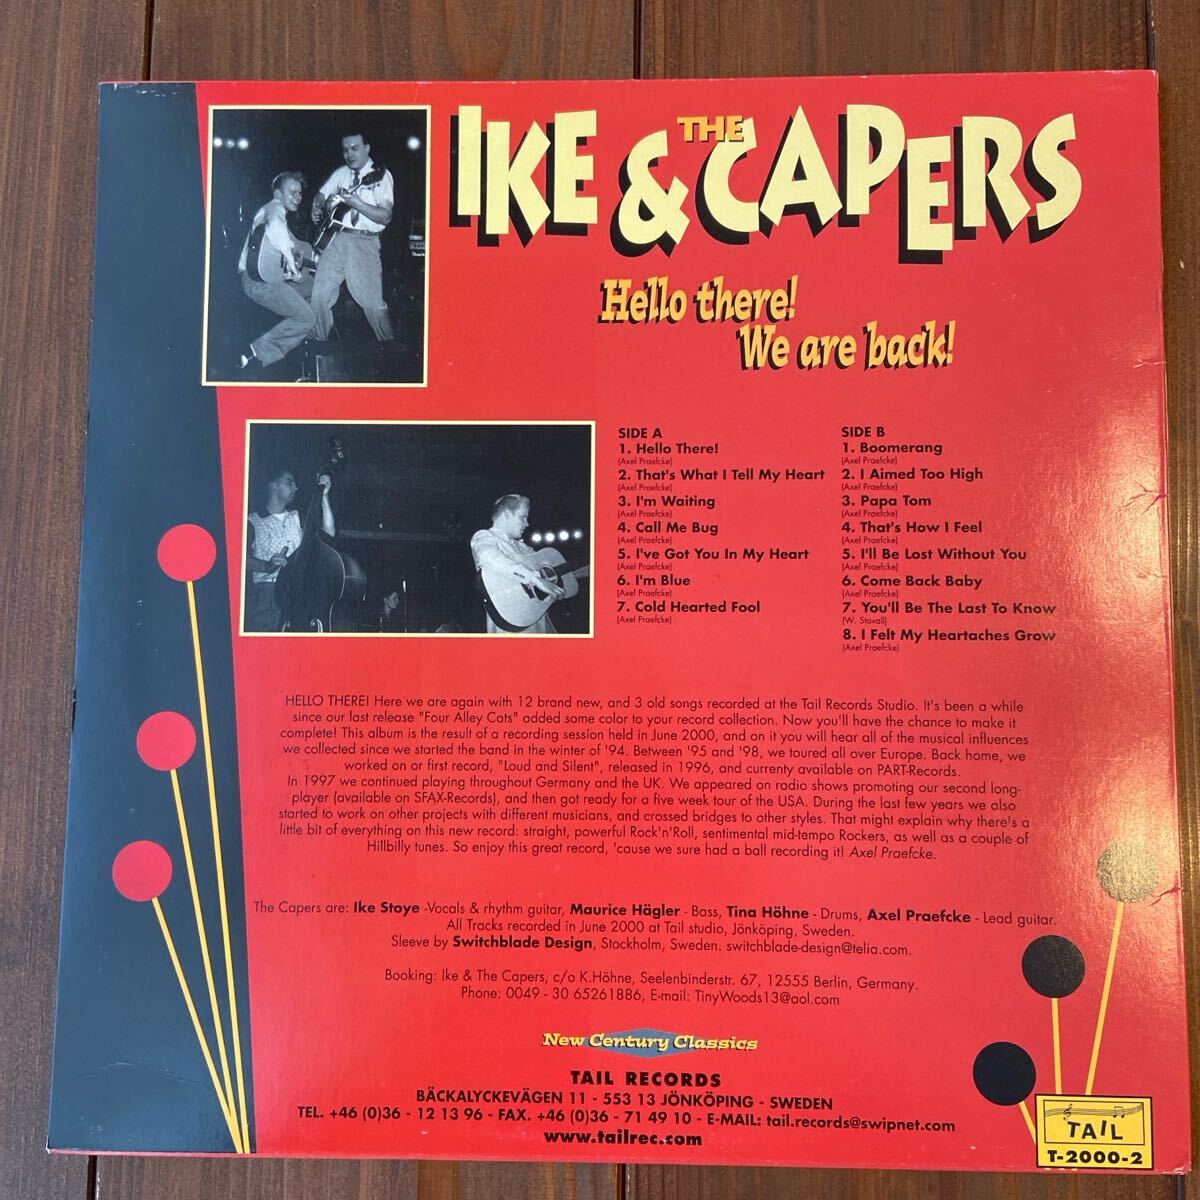 IKE & THE CAPERS
Hello there!
We are back!
SIDE A
1. Hello There!
(Axel Praefcke)
2. That's What I Tell My Heart
(Axel Praefcke)
3. I'm Waiting
(Axel Praefcke)
4. Call Me Bug
(Axel Praefcke)
5. I've Got You In My Heart
(Axel Praefcke)
6. I'm Blue
(Axel Praefcke)
7. Cold Hearted Fool
(Axel Praefcke)
SIDE B
1. Boomerang
(Axel Praefcke)
2. I Aimed Too High
(Axel Praefcke)
3. Papa Tom
(Axel Praefcke)
4. That's How I Feel
(Axel Praefcke)
5. I'll Be Lost Without You
(Axel Praefcke)
6. Come Back Baby
(Axel Praefcke)
7. You'll Be The Last To Know
(W. Stovall)
8. I Felt My Heartaches Grow
(Axel Praefcke)
HELLO THERE! Here we are again with 12 brand new, and 3 old songs recorded at the Tail Records Studio. It's been a while
since our last release "Four Alley Cats" added some color to your record collection. Now you'll have the chance to make it
complete! This album is the result of a recording session held in June 2000, and on it you will hear all of the musical influences
we collected since we started the band in the winter of '94. Between '95 and '98, we toured all over Europe. Back home, we
worked on or first record, "Loud and Silent", released in 1996, and currenty available on PART-Records.
In 1997 we continued playing throughout Germany and the UK. We appeared on radio shows promoting our second long-
player (available on SFAX-Records), and then got ready for a five week tour of the USA. During the last few years we also
started to work on other projects with different musicians, and crossed bridges to other styles. That might explain why there's a
little bit of everything on this new record: straight, powerful Rock'n'Roll, sentimental mid-tempo Rockers, as well as a couple of
Hillbilly tunes. So enjoy this great record, 'cause we sure had a ball recording it! Axel Praefcke.
The Capers are: Ike Stoye -Vocals & rhythm guitar, Maurice Hägler - Bass, Tina Höhne - Drums, Axel Praefcke - Lead guitar.
All Tracks recorded in June 2000 at Tail studio, Jönköping, Sweden.
Sleeve by Switchblade Design, Stockholm, Sweden. switchblade-design@telia.com.
Booking: Ike & The Capers, c/o K.Höhne, Seelenbinderstr. 67, 12555 Berlin, Germany.
Phone: 0049 - 30 65261886, E-mail: TinyWoods13@aol.com
New Century Classics
TAIL RECORDS
BÄCKALYCKEVÄGEN 11 - 553 13 JÖNKÖPING - SWEDEN
TEL. +46 (0)36 - 12 13 96 - FAX. +46 (0)36 - 71 49 10 - E-MAIL: tail.records@swipnet.com
www.tailrec.com
TAIL
T-2000-2